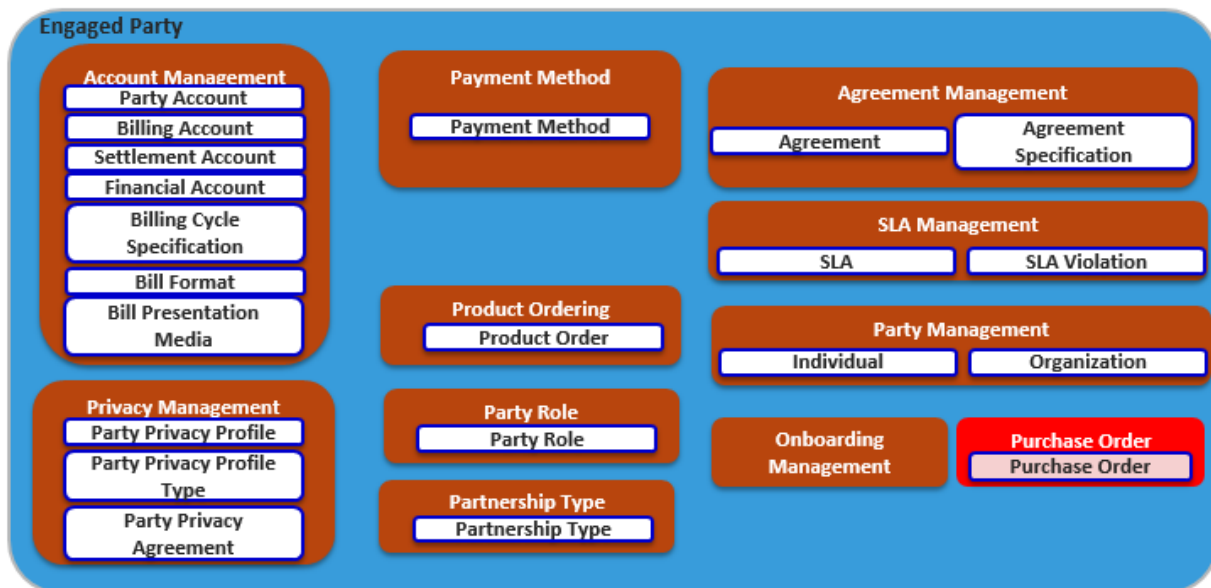 Engaged Party
Account Management
Party Account
Billing Account
Settlement Account
Financial Account
Billing Cycle
Specification
Bill Format
Bill Presentation
Media
Privacy Management
Party Privacy Profile
Party Privacy Profile
Type
Party Privacy
Agreement
Payment Method
Payment Method
Product Ordering
Product Order
Party Role
Party Role
Partnership Type
Partnership Type
Agreement Management
Agreement
Agreement
Specification
SLA Management
SLA
SLA Violation
Party Management
Individual
Organization
Onboarding
Management
Purchase Order
Purchase Order